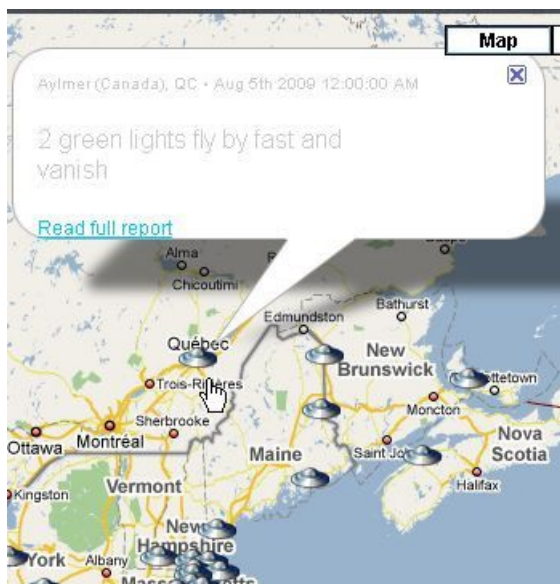 Map
Aylmer (Canada), QC • Aug 5th 2009 12:00:00 AM
2 green lights fly by fast and
vanish
Read full report
Alma
Chicoutimi
Edmundston
Bathurst
Québec
New
Brunswick
Trois-Rivières
Moncton
Sherbrooke
Ottawa
Montréal
Maine
Nova
Scotia
Kingston
Vermont
Halifax
New
Hampshire
York
Albany